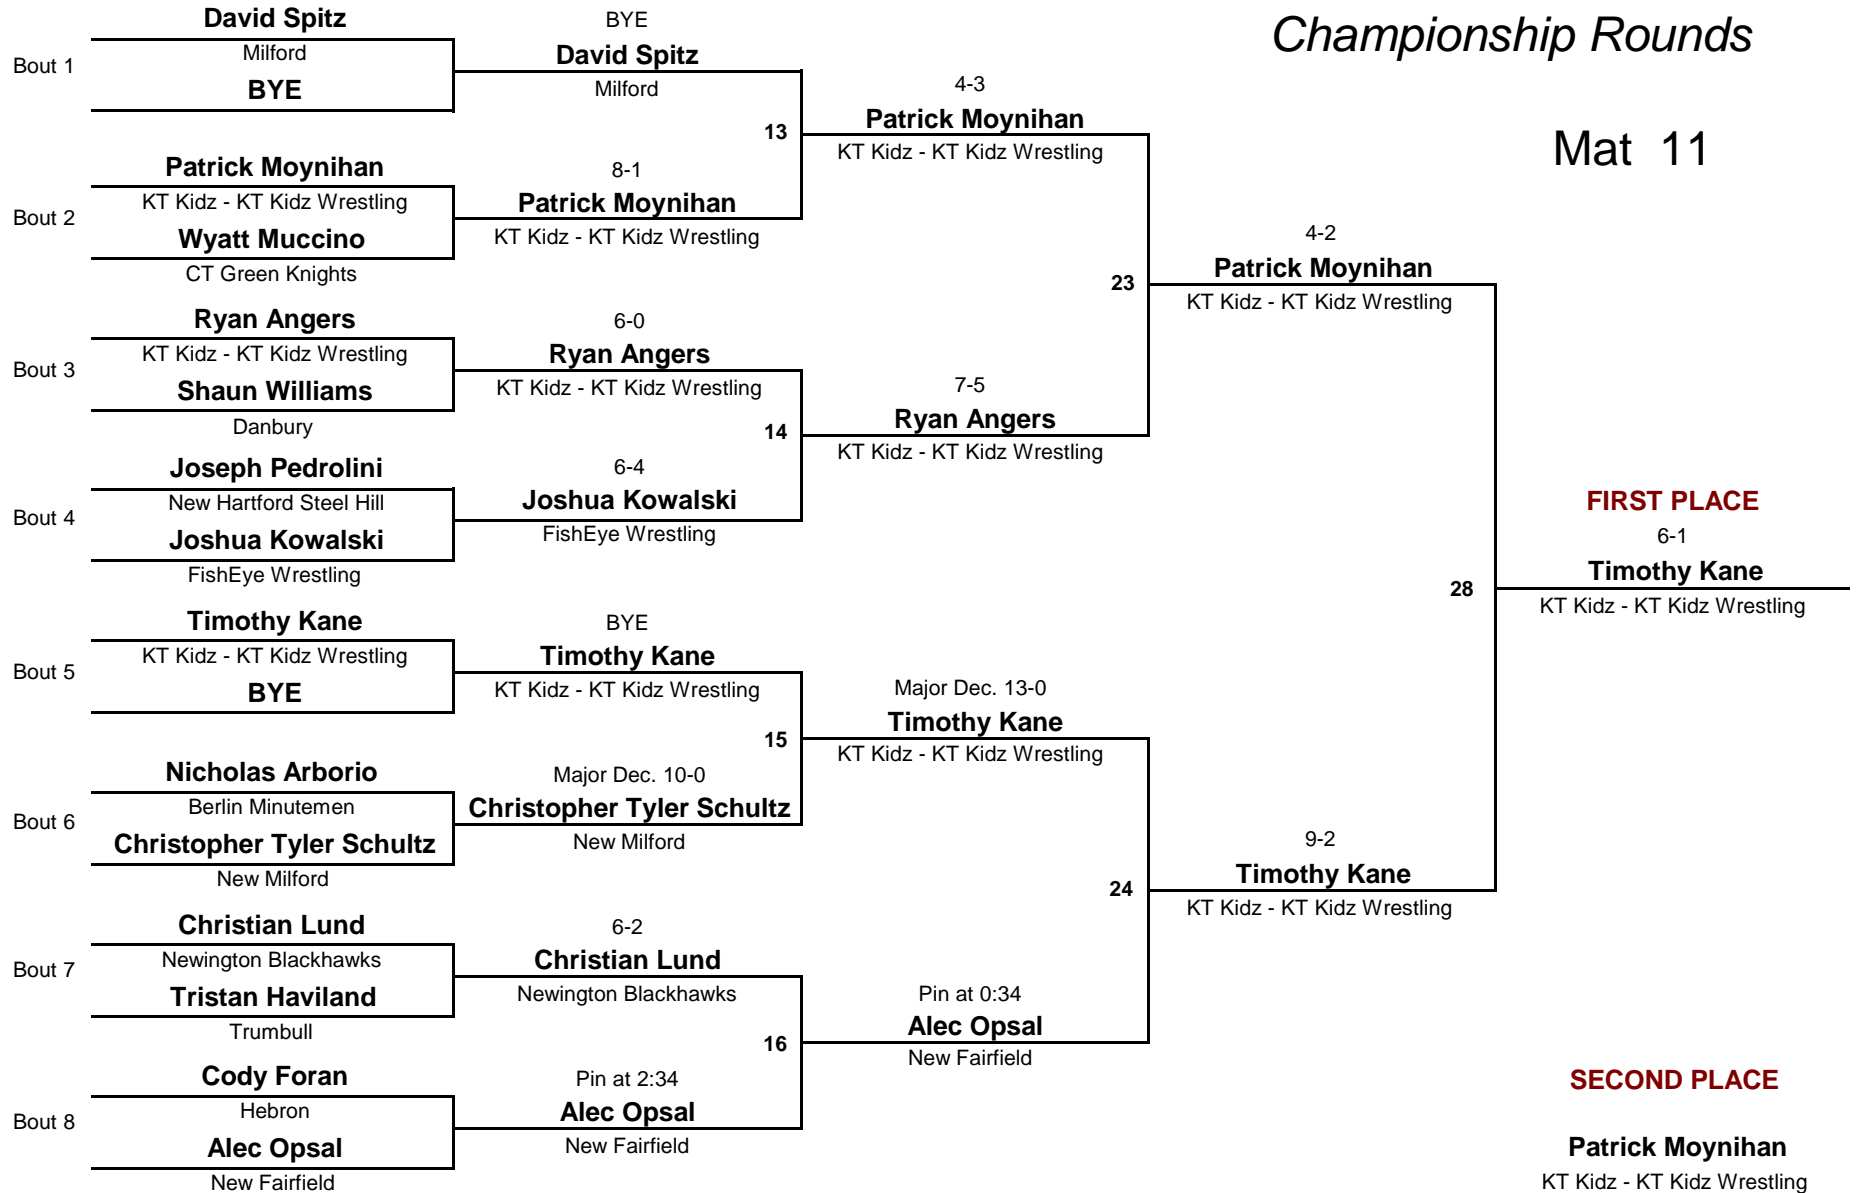 Championship Rounds
Mat 11
Bout 1
David Spitz
Milford
BYE
Bout 2
Patrick Moynihan
KT Kidz - KT Kidz Wrestling
Wyatt Muccino
CT Green Knights
Bout 3
Ryan Angers
KT Kidz - KT Kidz Wrestling
Shaun Williams
Danbury
Bout 4
Joseph Pedrolini
New Hartford Steel Hill
Joshua Kowalski
FishEye Wrestling
Bout 5
Timothy Kane
KT Kidz - KT Kidz Wrestling
BYE
Bout 6
Nicholas Arborio
Berlin Minutemen
Christopher Tyler Schultz
New Milford
Bout 7
Christian Lund
Newington Blackhawks
Tristan Haviland
Trumbull
Bout 8
Cody Foran
Hebron
Alec Opsal
New Fairfield
BYE
David Spitz
Milford
13
8-1
Patrick Moynihan
KT Kidz - KT Kidz Wrestling
6-0
Ryan Angers
KT Kidz - KT Kidz Wrestling
14
6-4
Joshua Kowalski
FishEye Wrestling
BYE
Timothy Kane
KT Kidz - KT Kidz Wrestling
15
Major Dec. 10-0
Christopher Tyler Schultz
New Milford
6-2
Christian Lund
Newington Blackhawks
16
Pin at 2:34
Alec Opsal
New Fairfield
4-3
Patrick Moynihan
KT Kidz - KT Kidz Wrestling
23
7-5
Ryan Angers
KT Kidz - KT Kidz Wrestling
Major Dec. 13-0
Timothy Kane
KT Kidz - KT Kidz Wrestling
24
Pin at 0:34
Alec Opsal
New Fairfield
4-2
Patrick Moynihan
KT Kidz - KT Kidz Wrestling
28
9-2
Timothy Kane
KT Kidz - KT Kidz Wrestling
FIRST PLACE
6-1
Timothy Kane
KT Kidz - KT Kidz Wrestling
SECOND PLACE
Patrick Moynihan
KT Kidz - KT Kidz Wrestling